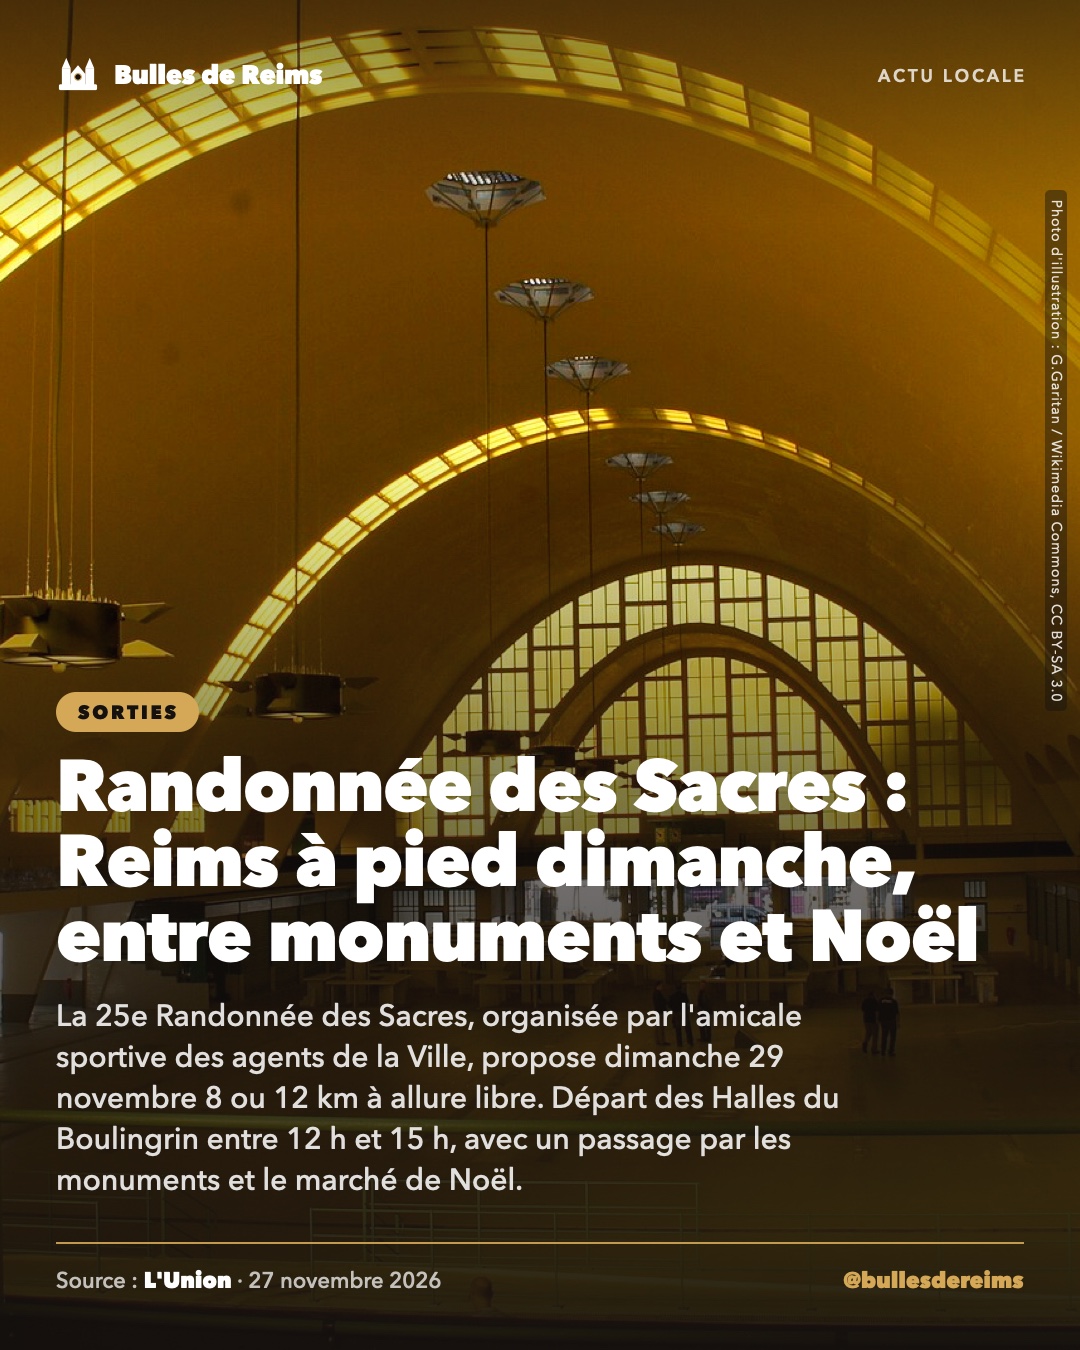 Bulles de Reims
ACTU LOCALE
Photo d'illustration : G.Garitan / Wikimedia Commons, CC BY-SA 3.0
SORTIES
Randonnée des Sacres :
Reims à pied dimanche,
entre monuments et Noël
La 25e Randonnée des Sacres, organisée par l'amicale
sportive des agents de la Ville, propose dimanche 29
novembre 8 ou 12 km à allure libre. Départ des Halles du
Boulingrin entre 12 h et 15 h, avec un passage par les
monuments et le marché de Noël.
Source : L'Union · 27 novembre 2026
@bullesdereims